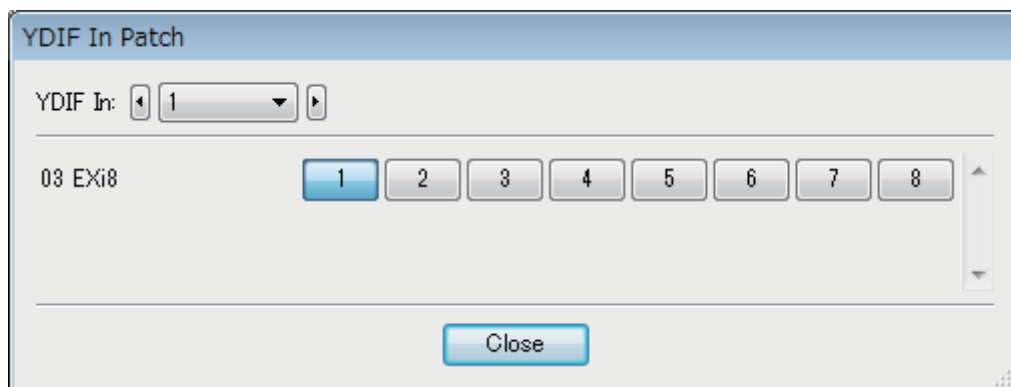 YDIF In Patch
YDIF In: 1
03 EXi8 1 2 3 4 5 6 7 8
Close